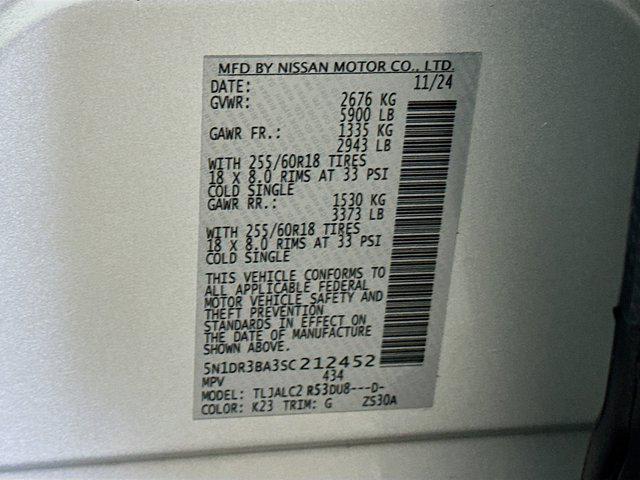 MFD BY NISSAN MOTOR CO., LTD.
DATE: 11/24
GVWR: 2676 KG
5900 LB
GAWR FR.: 1335 KG
2943 LB
WITH 255/60R18 TIRES
18 X 8.0 RIMS AT 33 PSI
COLD SINGLE
GAWR RR.: 1530 KG
3373 LB
WITH 255/60R18 TIRES
18 X 8.0 RIMS AT 33 PSI
COLD SINGLE
THIS VEHICLE CONFORMS TO
ALL APPLICABLE FEDERAL
MOTOR VEHICLE SAFETY AND
THEFT PREVENTION
STANDARDS IN EFFECT ON
THE DATE OF MANUFACTURE
SHOWN ABOVE.
5N1DR3BA3SC212452
MPV 434
MODEL: TLJALC2 R53DU8---D-
COLOR: K23 TRIM: G ZS30A